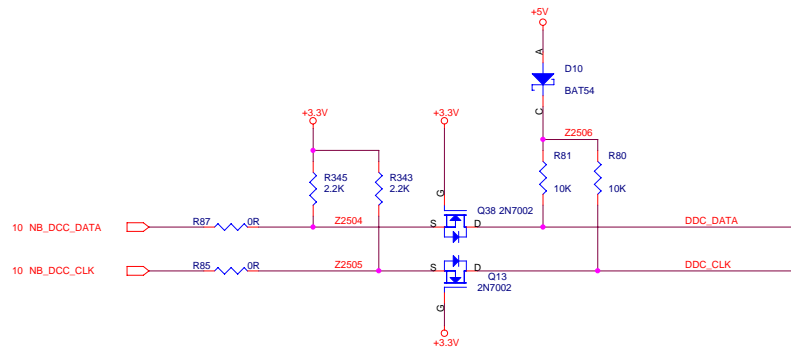 +5V
A
D10
BAT54
C
+3.3V
+3.3V
Z2506
R345
2.2K
R343
2.2K
R81
10K
R80
10K
G
Q38 2N7002
10 NB_DCC_DATA
R87
0R
Z2504
S
D
DDC_DATA
10 NB_DCC_CLK
R85
0R
Z2505
S
D
DDC_CLK
Q13
2N7002
G
+3.3V